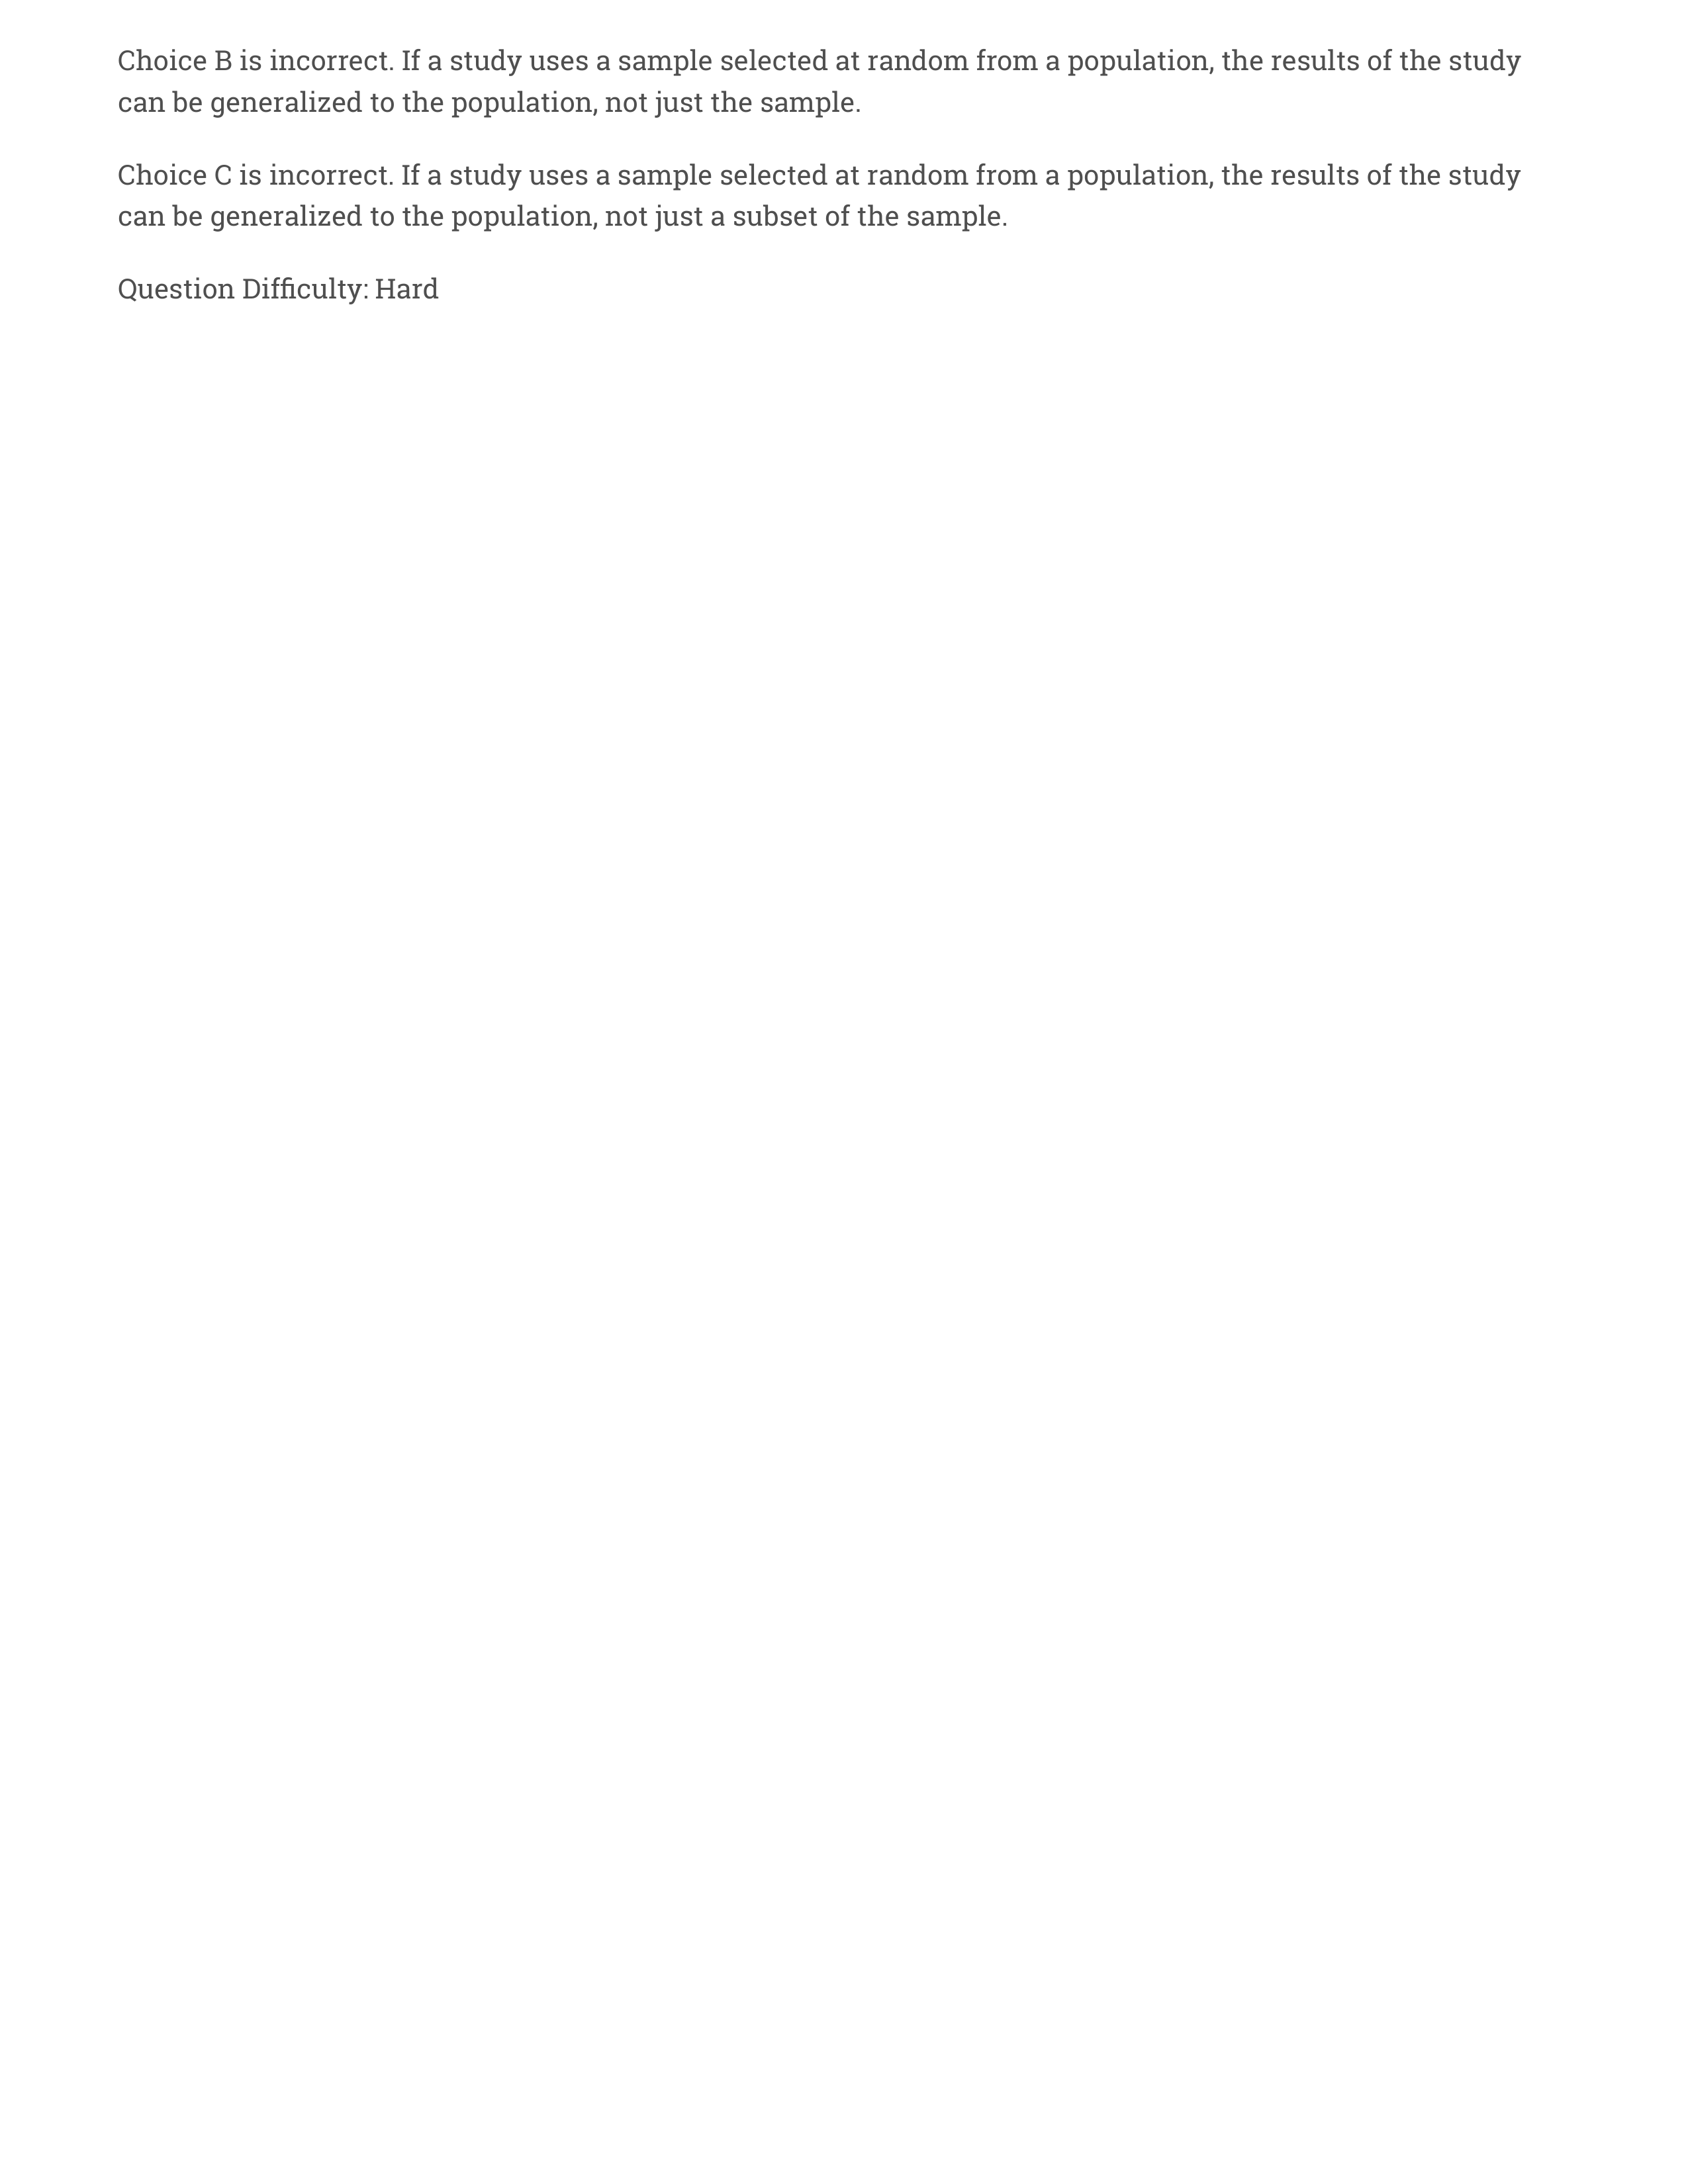 Choice B is incorrect. If a study uses a sample selected at random from a population, the results of the study
can be generalized to the population, not just the sample.
Choice C is incorrect. If a study uses a sample selected at random from a population, the results of the study
can be generalized to the population, not just a subset of the sample.
Question Difficulty: Hard